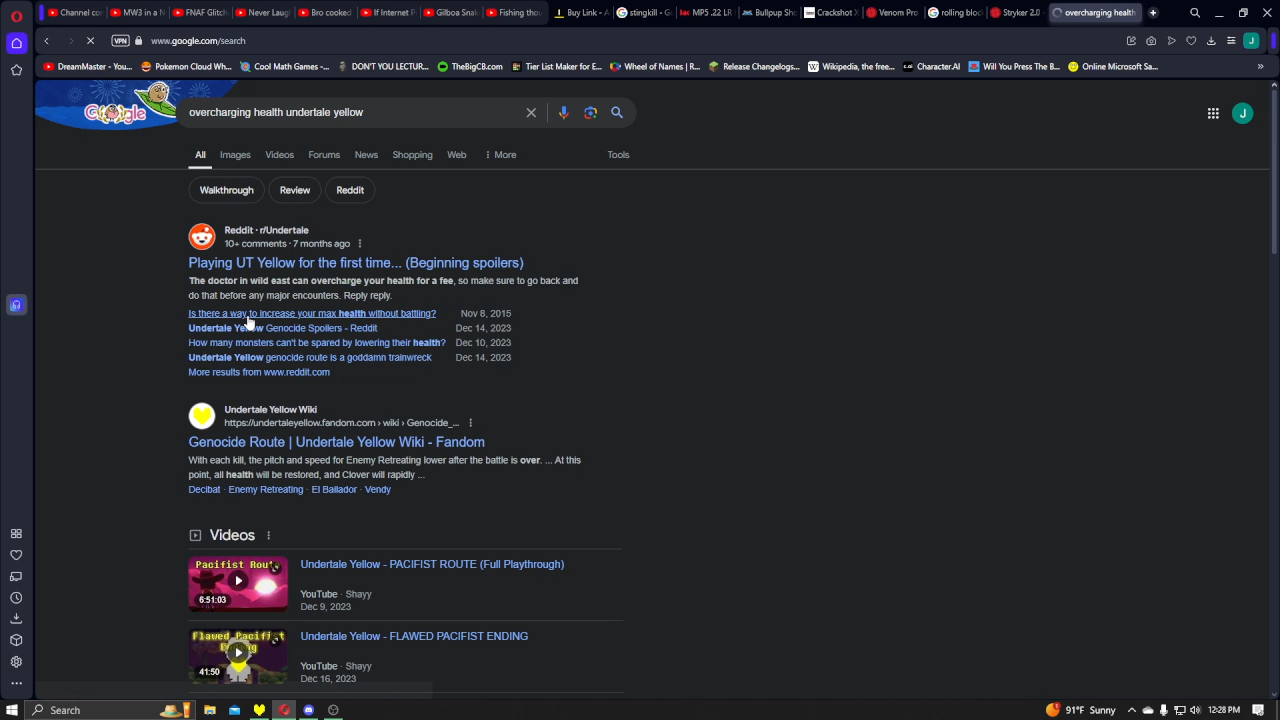 Channel cor
MW3 in a N
FNAF Glitch
Never Laug
Bro cooked
If Internet P
Gilboa Snak
Fishing thou
Buy Link - A
stingkill - G
MP5 .22 LR
Bullpup Sho
Crackshot X
Venom Pro
rolling block
Stryker 2.0
overcharging health
VPN
www.google.com/search
J
DreamMaster - You...
Pokemon Cloud Wh...
Cool Math Games -...
DON'T YOU LECTUR...
TheBigCB.com
Tier List Maker for E...
Wheel of Names | R...
Release Changelogs...
Wikipedia, the free...
Character.AI
Will You Press The B...
Online Microsoft Sa...
»
Google
overcharging health undertale yellow
J
All
Images
Videos
Forums
News
Shopping
Web
More
Tools
Walkthrough
Review
Reddit
Reddit · r/Undertale
10+ comments · 7 months ago
Playing UT Yellow for the first time... (Beginning spoilers)
The doctor in wild east can overcharge your health for a fee, so make sure to go back and
do that before any major encounters. Reply reply.
Is there a way to increase your max health without battling? Nov 8, 2015
Undertale Yellow Genocide Spoilers - Reddit Dec 14, 2023
How many monsters can't be spared by lowering their health? Dec 10, 2023
Undertale Yellow genocide route is a goddamn trainwreck Dec 14, 2023
More results from www.reddit.com
Undertale Yellow Wiki
https://undertaleyellow.fandom.com › wiki › Genocide_...
Genocide Route | Undertale Yellow Wiki - Fandom
With each kill, the pitch and speed for Enemy Retreating lower after the battle is over. ... At this
point, all health will be restored, and Clover will rapidly ...
Decibat · Enemy Retreating · El Bailador · Vendy
Videos
Pacifist Route
6:51:03
Undertale Yellow - PACIFIST ROUTE (Full Playthrough)
YouTube · Shayy
Dec 9, 2023
Flawed Pacifist
Ending
41:50
Undertale Yellow - FLAWED PACIFIST ENDING
YouTube · Shayy
Dec 16, 2023
Search
91°F Sunny
12:28 PM